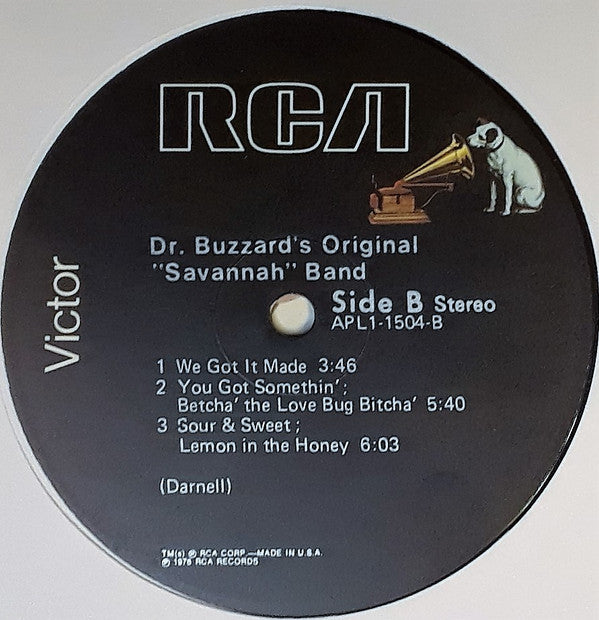 RCA
Dr. Buzzard's Original
"Savannah" Band
Victor
Side B Stereo
APL1-1504-B
1 We Got It Made 3:46
2 You Got Somethin';
Betcha' the Love Bug Bitcha' 5:40
3 Sour & Sweet;
Lemon in the Honey 6:03
(Darnell)
TM(s) ® RCA CORP.—MADE IN U.S.A.
℗ 1976 RCA RECORDS